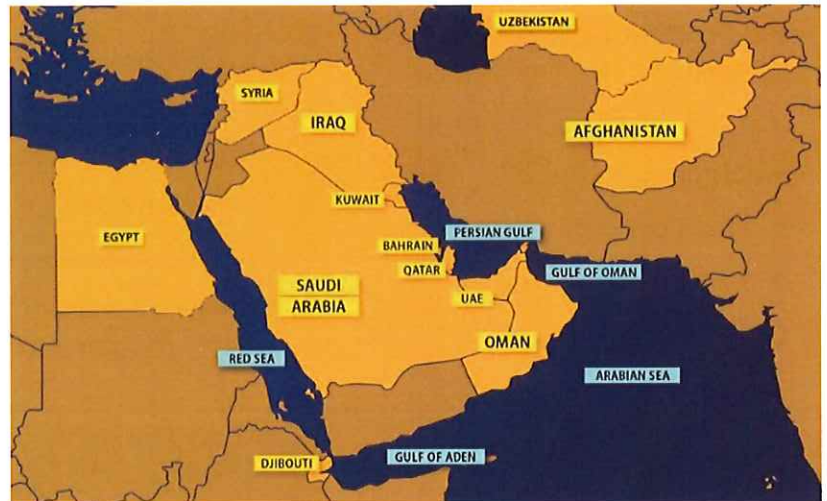 UZBEKISTAN
SYRIA
IRAQ
AFGHANISTAN
KUWAIT
PERSIAN GULF
EGYPT
BAHRAIN
QATAR
GULF OF OMAN
SAUDI
ARABIA
UAE
OMAN
RED SEA
ARABIAN SEA
DJIBOUTI
GULF OF ADEN